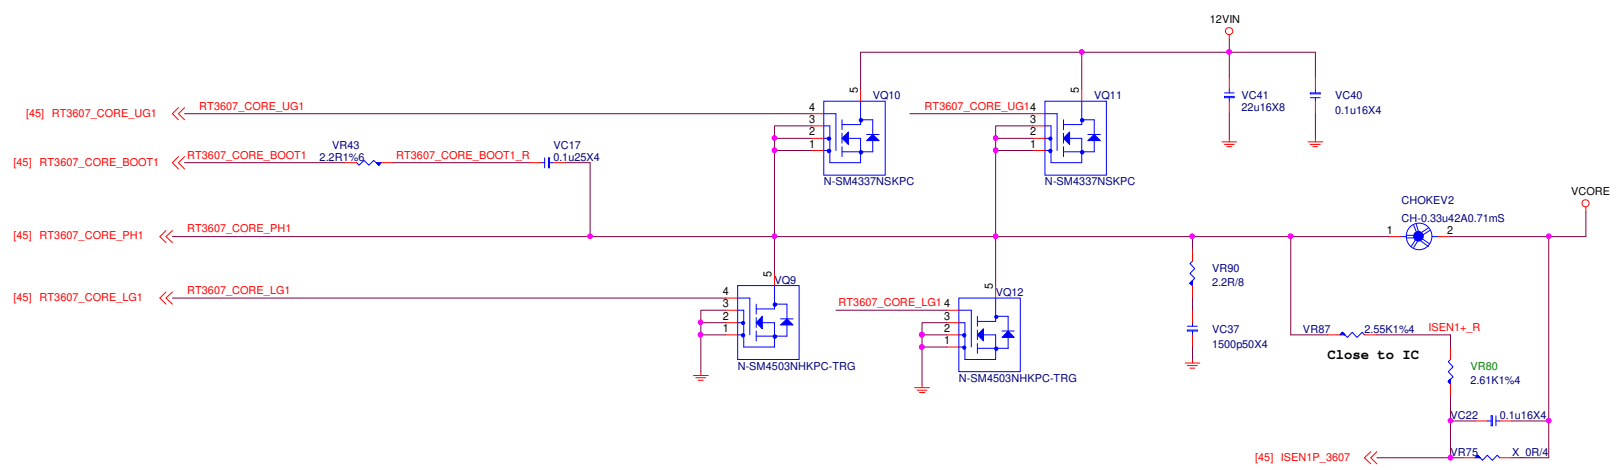 12VIN
[45] RT3607_CORE_UG1
RT3607_CORE_UG1
4
3
2
1
5
VQ10
N-SM4337NSKPC
RT3607_CORE_UG1
4
3
2
1
5
VQ11
N-SM4337NSKPC
VC41
22u16X8
VC40
0.1u16X4
[45] RT3607_CORE_BOOT1
RT3607_CORE_BOOT1
VR43
2.2R1%6
RT3607_CORE_BOOT1_R
VC17
0.1u25X4
[45] RT3607_CORE_PH1
RT3607_CORE_PH1
CHOKEV2
CH-0.33u42A0.71mS
1
2
VCORE
[45] RT3607_CORE_LG1
RT3607_CORE_LG1
4
3
2
1
5
VQ9
N-SM4503NHKPC-TRG
RT3607_CORE_LG1
4
3
2
1
5
VQ12
N-SM4503NHKPC-TRG
VR90
2.2R/8
VC37
1500p50X4
VR87
2.55K1%4
ISEN1+_R
Close to IC
VR80
2.61K1%4
VC22
0.1u16X4
[45] ISEN1P_3607
VR75
X_0R/4